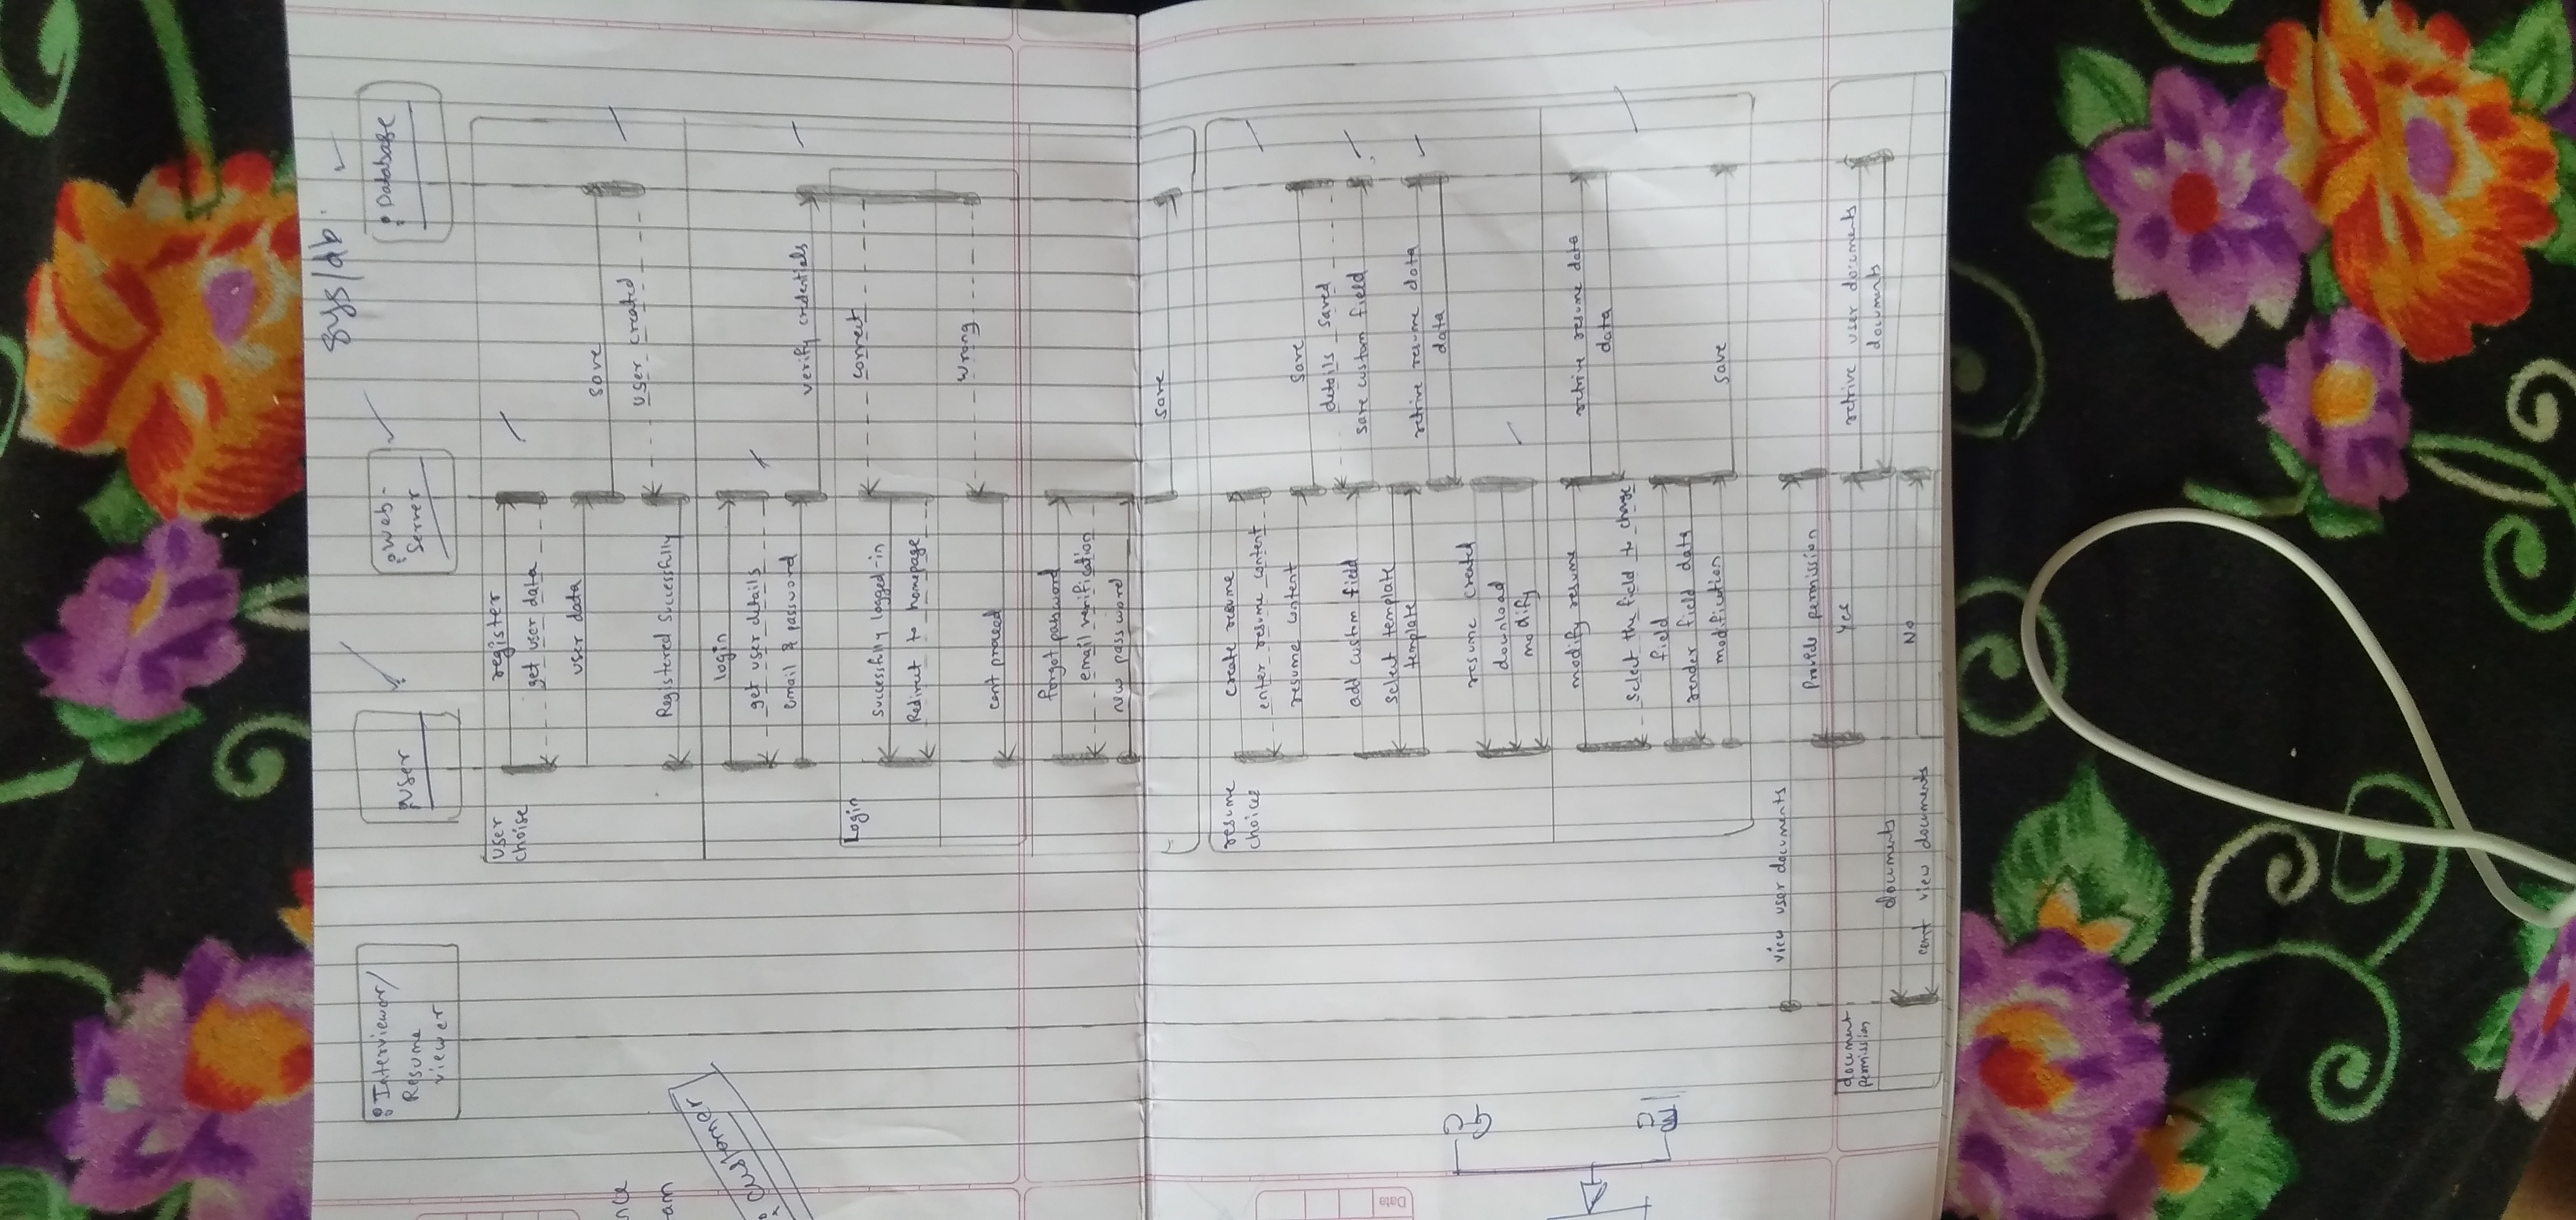 sys/db
: Interviewer/
Resume
viewer
:User
:Web-
Server
: Database
User
choise
register
get user data
user data
save
user created
Registered Successfully
nce
am
: customer
login
get user details
email & password
verify credentials
Login
correct
successfully logged-in
Redirect to homepage
wrong
cant proceed
forgot password
email verification
new password
save
resume
choices
create resume
enter resume content
resume content
save
details saved
add custom field
save custom field
select template
template
retrive resume data
data
resume created
download
modify
Date
GU
EU
modify resume
retrive resume data
data
select the field to change
field
render field data
modification
save
view user documents
Provide permission
document
permission
Yes
retrive user documents
documents
documents
No
cant view documents